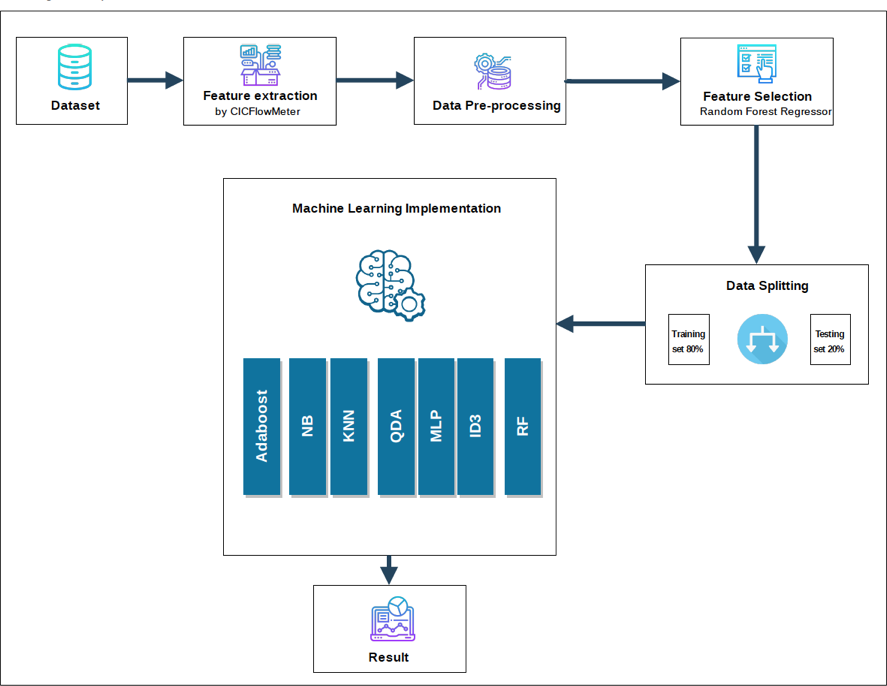 Dataset
Feature extraction
by CICFlowMeter
Data Pre-processing
Feature Selection
Random Forest Regressor
Machine Learning Implementation
Data Splitting
Training
set 80%
Testing
set 20%
Adaboost
NB
KNN
QDA
MLP
ID3
RF
Result